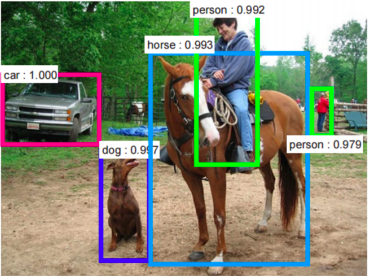 person : 0.992
horse : 0.993
car : 1.000
person : 0.979
dog : 0.997